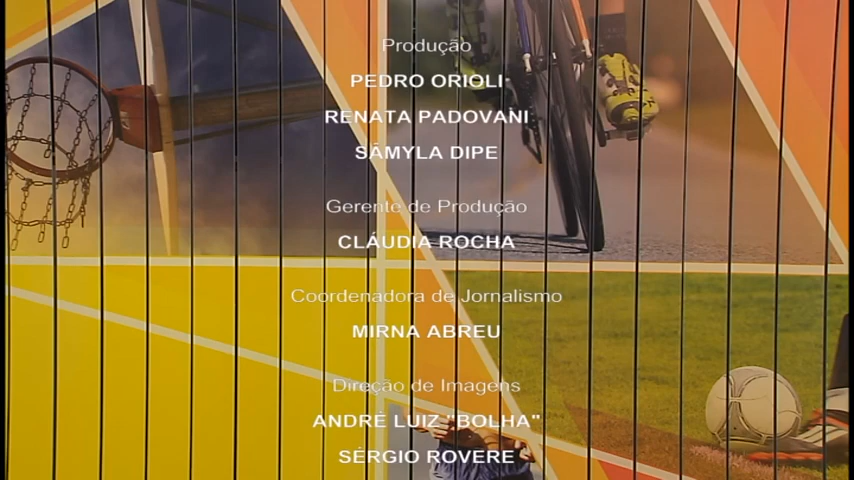 Produção
PEDRO ORIOLI
RENATA PADOVANI
SÂMYLA DIPE
Gerente de Produção
CLÁUDIA ROCHA
Coordenadora de Jornalismo
MIRNA ABREU
Direção de Imagens
ANDRÉ LUIZ "BOLHA"
SÉRGIO ROVERE